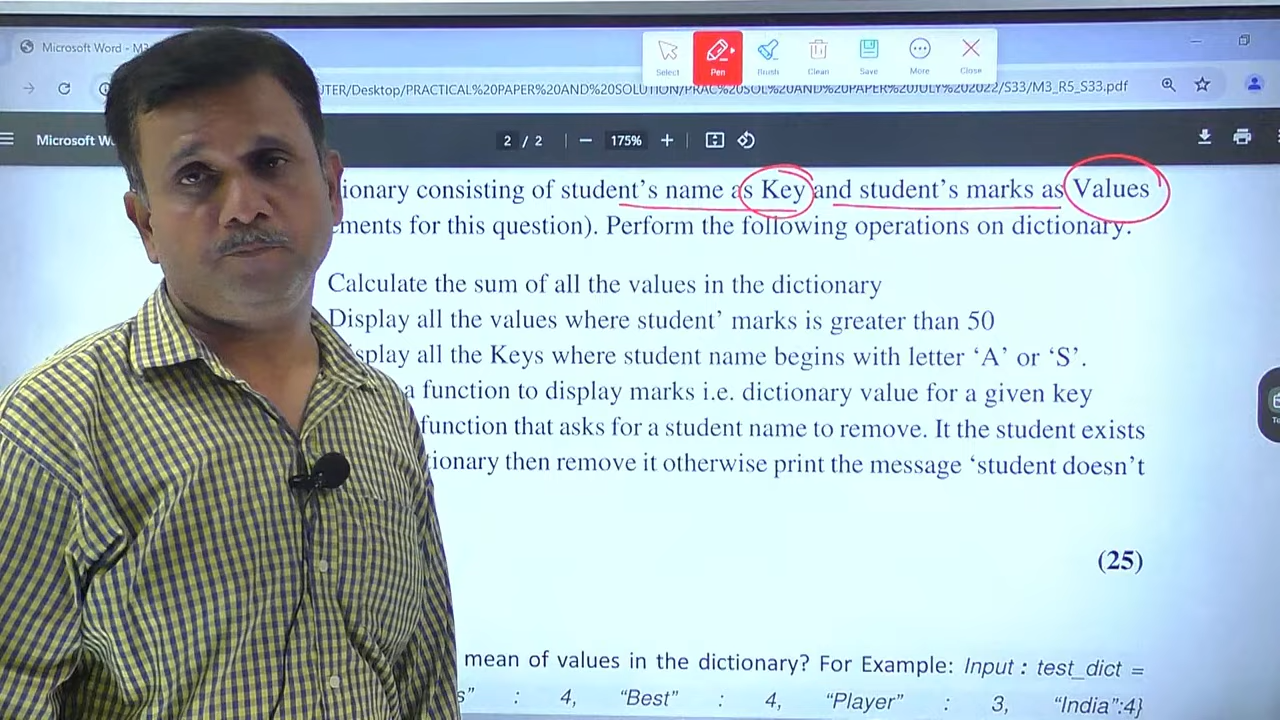 Microsoft Word - M3
Select Pen Brush Clean Save More Close
UTER/Desktop/PRACTICAL%20PAPER%20AND%20SOLUTION/PRAC%20SOL%20AND%20PAPER%20JULY%202022/S33/M3_R5_S33.pdf
Microsoft Wo 2 / 2 175%
ionary consisting of student's name as Key and student's marks as Values
ments for this question). Perform the following operations on dictionary.
Calculate the sum of all the values in the dictionary
Display all the values where student' marks is greater than 50
isplay all the Keys where student name begins with letter ‘A’ or ‘S’.
a function to display marks i.e. dictionary value for a given key
function that asks for a student name to remove. It the student exists
ionary then remove it otherwise print the message ‘student doesn't
(25)
mean of values in the dictionary? For Example: Input : test_dict =
s" : 4, “Best” : 4, “Player” : 3, “India”:4}